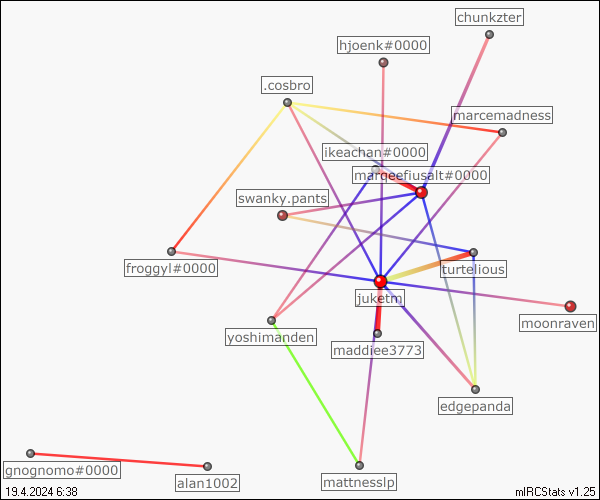 chunkzter
hjoenk#0000
.cosbro
marcemadness
ikeachan#0000
marqeefiusalt#0000
swanky.pants
froggyl#0000
turtelious
juketm
moonraven
yoshimanden
maddiee3773
edgepanda
gnognomo#0000
alan1002
mattnesslp
19.4.2024 6:38
mIRCStats v1.25